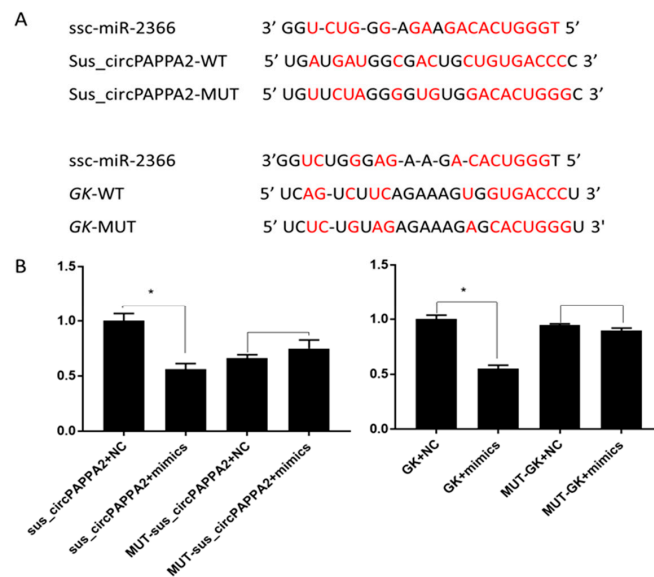 A
ssc-miR-2366 3' GGU-CUG-GG-AGAAGACACUGGGT 5'
Sus_circPAPPA2-WT 5' UGAUGAUGGCGACUGCUGUGACCCC 3'
Sus_circPAPPA2-MUT 5' UGUUCUAGGGGUGUGGACACUGGGC 3'
ssc-miR-2366 3'GGUCUGGGAG-A-A-GA-CACUGGGT 5'
GK-WT 5' UCAG-UCUUCAGAAAGUGGUGACCCU 3'
GK-MUT 5' UCUC-UGUAGAGAAAGAGCACUGGGU 3'
B
1.5 1.5
* *
1.0 1.0
0.5 0.5
0.0 0.0
sus_circPAPPA2+NC sus_circPAPPA2+mimics MUT-sus_circPAPPA2+NC MUT-sus_circPAPPA2+mimics GK+NC GK+mimics MUT-GK+NC MUT-GK+mimics